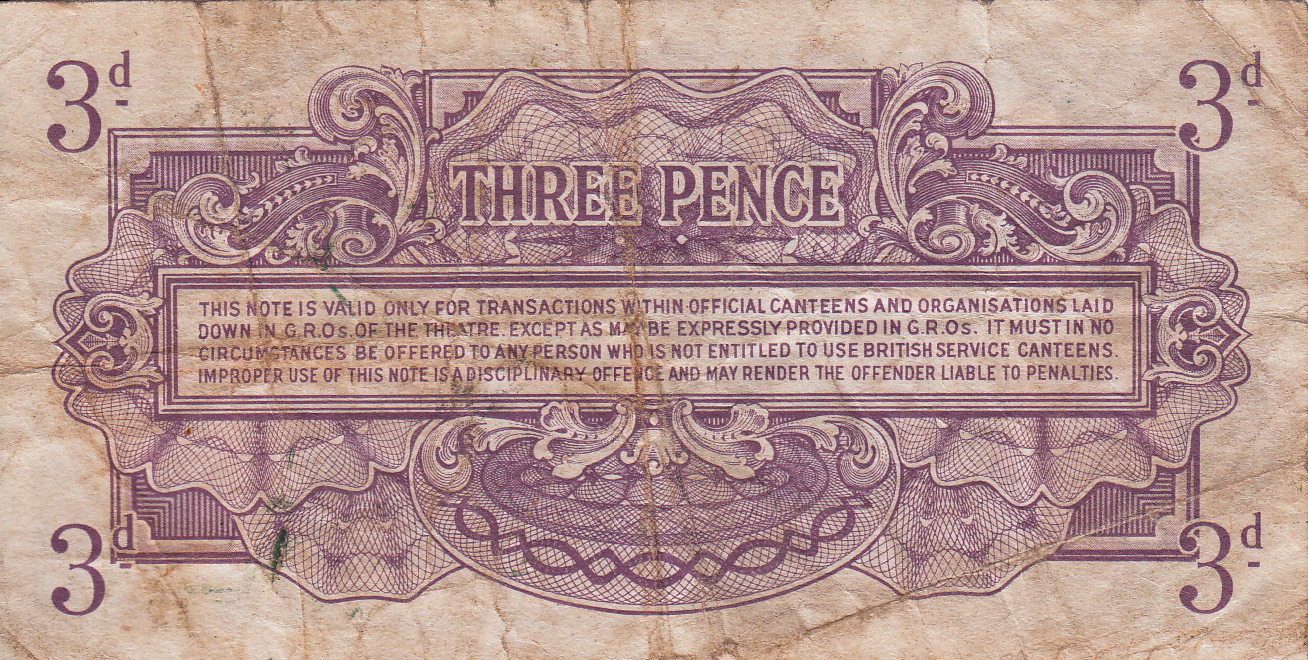 3d
3d
THREE PENCE
THIS NOTE IS VALID ONLY FOR TRANSACTIONS WITHIN OFFICIAL CANTEENS AND ORGANISATIONS LAID
DOWN IN G.R.Os. OF THE THEATRE, EXCEPT AS MAY BE EXPRESSLY PROVIDED IN G.R.Os. IT MUST IN NO
CIRCUMSTANCES BE OFFERED TO ANY PERSON WHO IS NOT ENTITLED TO USE BRITISH SERVICE CANTEENS.
IMPROPER USE OF THIS NOTE IS A DISCIPLINARY OFFENCE AND MAY RENDER THE OFFENDER LIABLE TO PENALTIES.
3d
3d